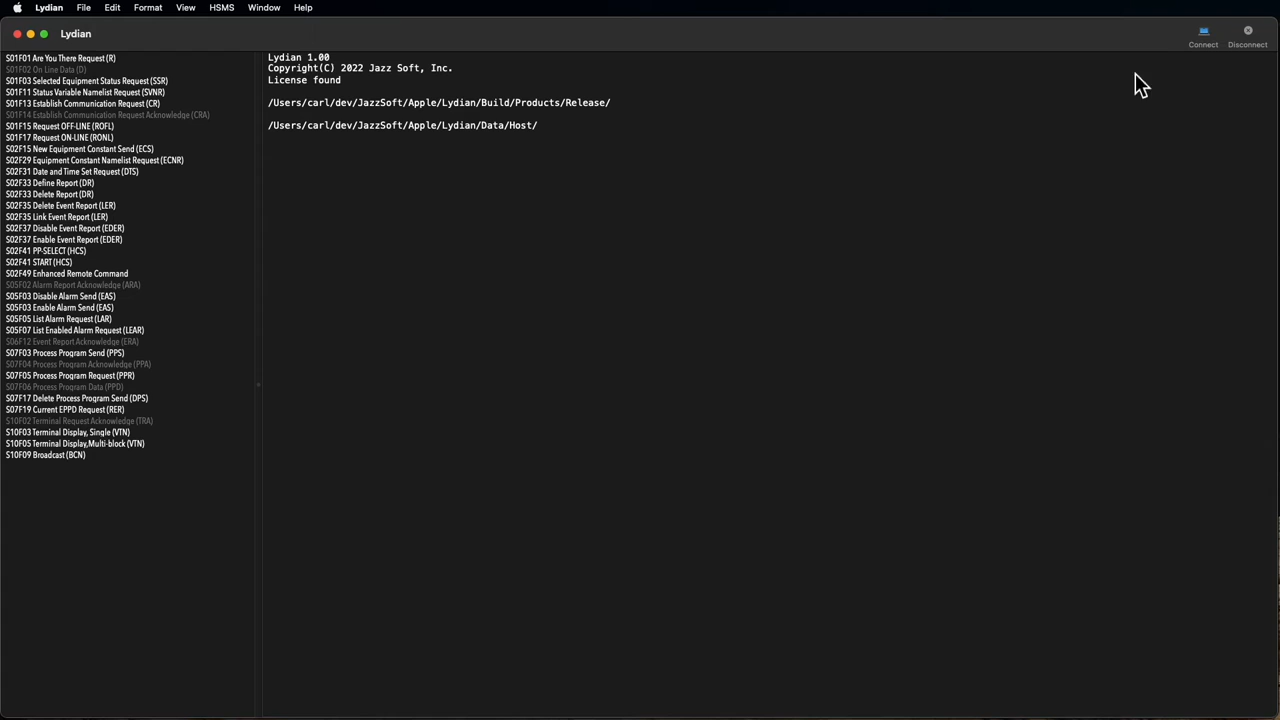 Lydian File Edit Format View HSMS Window Help
Lydian
Connect Disconnect
S01F01 Are You There Request (R)
S01F02 On Line Data (D)
S01F03 Selected Equipment Status Request (SSR)
S01F11 Status Variable Namelist Request (SVNR)
S01F13 Establish Communication Request (CR)
S01F14 Establish Communication Request Acknowledge (CRA)
S01F15 Request OFF-LINE (ROFL)
S01F17 Request ON-LINE (RONL)
S02F15 New Equipment Constant Send (ECS)
S02F29 Equipment Constant Namelist Request (ECNR)
S02F31 Date and Time Set Request (DTS)
S02F33 Define Report (DR)
S02F33 Delete Report (DR)
S02F35 Delete Event Report (LER)
S02F35 Link Event Report (LER)
S02F37 Disable Event Report (EDER)
S02F37 Enable Event Report (EDER)
S02F41 PP-SELECT (HCS)
S02F41 START (HCS)
S02F49 Enhanced Remote Command
S05F02 Alarm Report Acknowledge (ARA)
S05F03 Disable Alarm Send (EAS)
S05F03 Enable Alarm Send (EAS)
S05F05 List Alarm Request (LAR)
S05F07 List Enabled Alarm Request (LEAR)
S06F12 Event Report Acknowledge (ERA)
S07F03 Process Program Send (PPS)
S07F04 Process Program Acknowledge (PPA)
S07F05 Process Program Request (PPR)
S07F06 Process Program Data (PPD)
S07F17 Delete Process Program Send (DPS)
S07F19 Current EPPD Request (RER)
S10F02 Terminal Request Acknowledge (TRA)
S10F03 Terminal Display, Single (VTN)
S10F05 Terminal Display,Multi-block (VTN)
S10F09 Broadcast (BCN)
Lydian 1.00
Copyright(C) 2022 Jazz Soft, Inc.
License found
/Users/carl/dev/JazzSoft/Apple/Lydian/Build/Products/Release/
/Users/carl/dev/JazzSoft/Apple/Lydian/Data/Host/